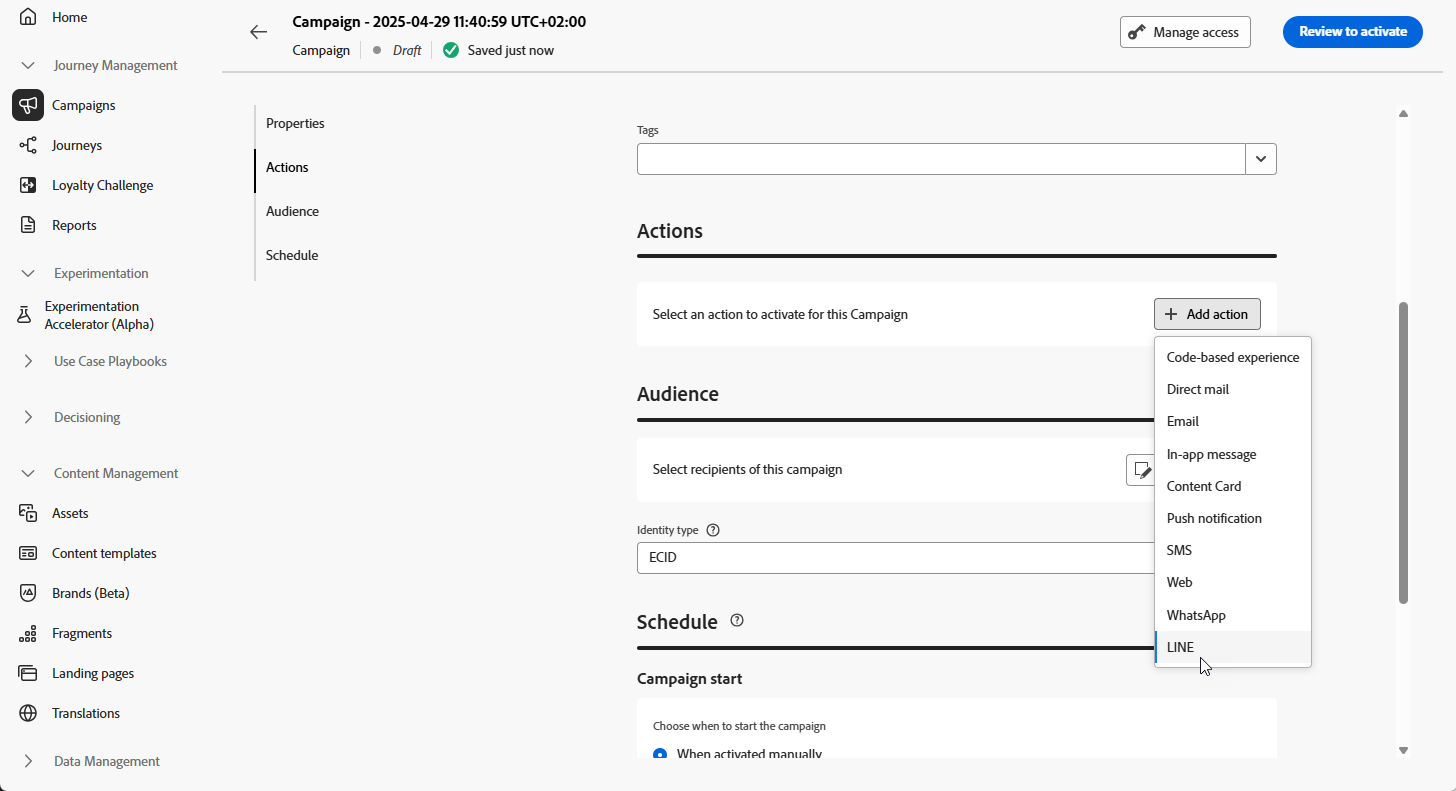 Home
Journey Management
Campaigns
Journeys
Loyalty Challenge
Reports
Experimentation
Experimentation
Accelerator (Alpha)
Use Case Playbooks
Decisioning
Content Management
Assets
Content templates
Brands (Beta)
Fragments
Landing pages
Translations
Data Management
Campaign - 2025-04-29 11:40:59 UTC+02:00
Campaign
Draft
Saved just now
Manage access
Review to activate
Properties
Actions
Audience
Schedule
Tags
Actions
Select an action to activate for this Campaign
Add action
Code-based experience
Direct mail
Email
In-app message
Content Card
Push notification
SMS
Web
WhatsApp
LINE
Audience
Select recipients of this campaign
Identity type
ECID
Schedule
Campaign start
Choose when to start the campaign
When activated manually